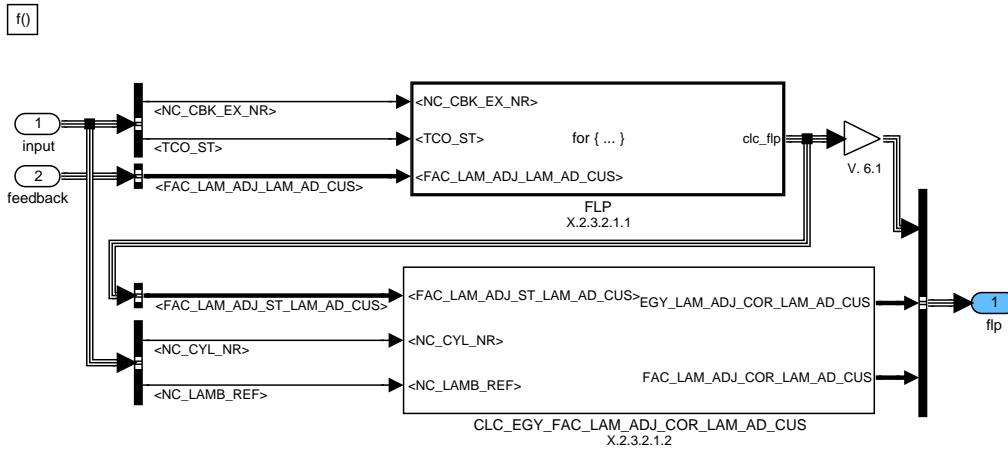 f()
<NC_CBK_EX_NR>
<NC_CBK_EX_NR>
1
<TCO_ST>
for { ... }
clc_flp
input
<TCO_ST>
V. 6.1
2
<FAC_LAM_ADJ_LAM_AD_CUS>
<FAC_LAM_ADJ_LAM_AD_CUS>
feedback
FLP
X.2.3.2.1.1
<FAC_LAM_ADJ_ST_LAM_AD_CUS>
<FAC_LAM_ADJ_ST_LAM_AD_CUS>
EGY_LAM_ADJ_COR_LAM_AD_CUS
1
flp
<NC_CYL_NR>
<NC_CYL_NR>
FAC_LAM_ADJ_COR_LAM_AD_CUS
<NC_LAMB_REF>
<NC_LAMB_REF>
CLC_EGY_FAC_LAM_ADJ_COR_LAM_AD_CUS
X.2.3.2.1.2